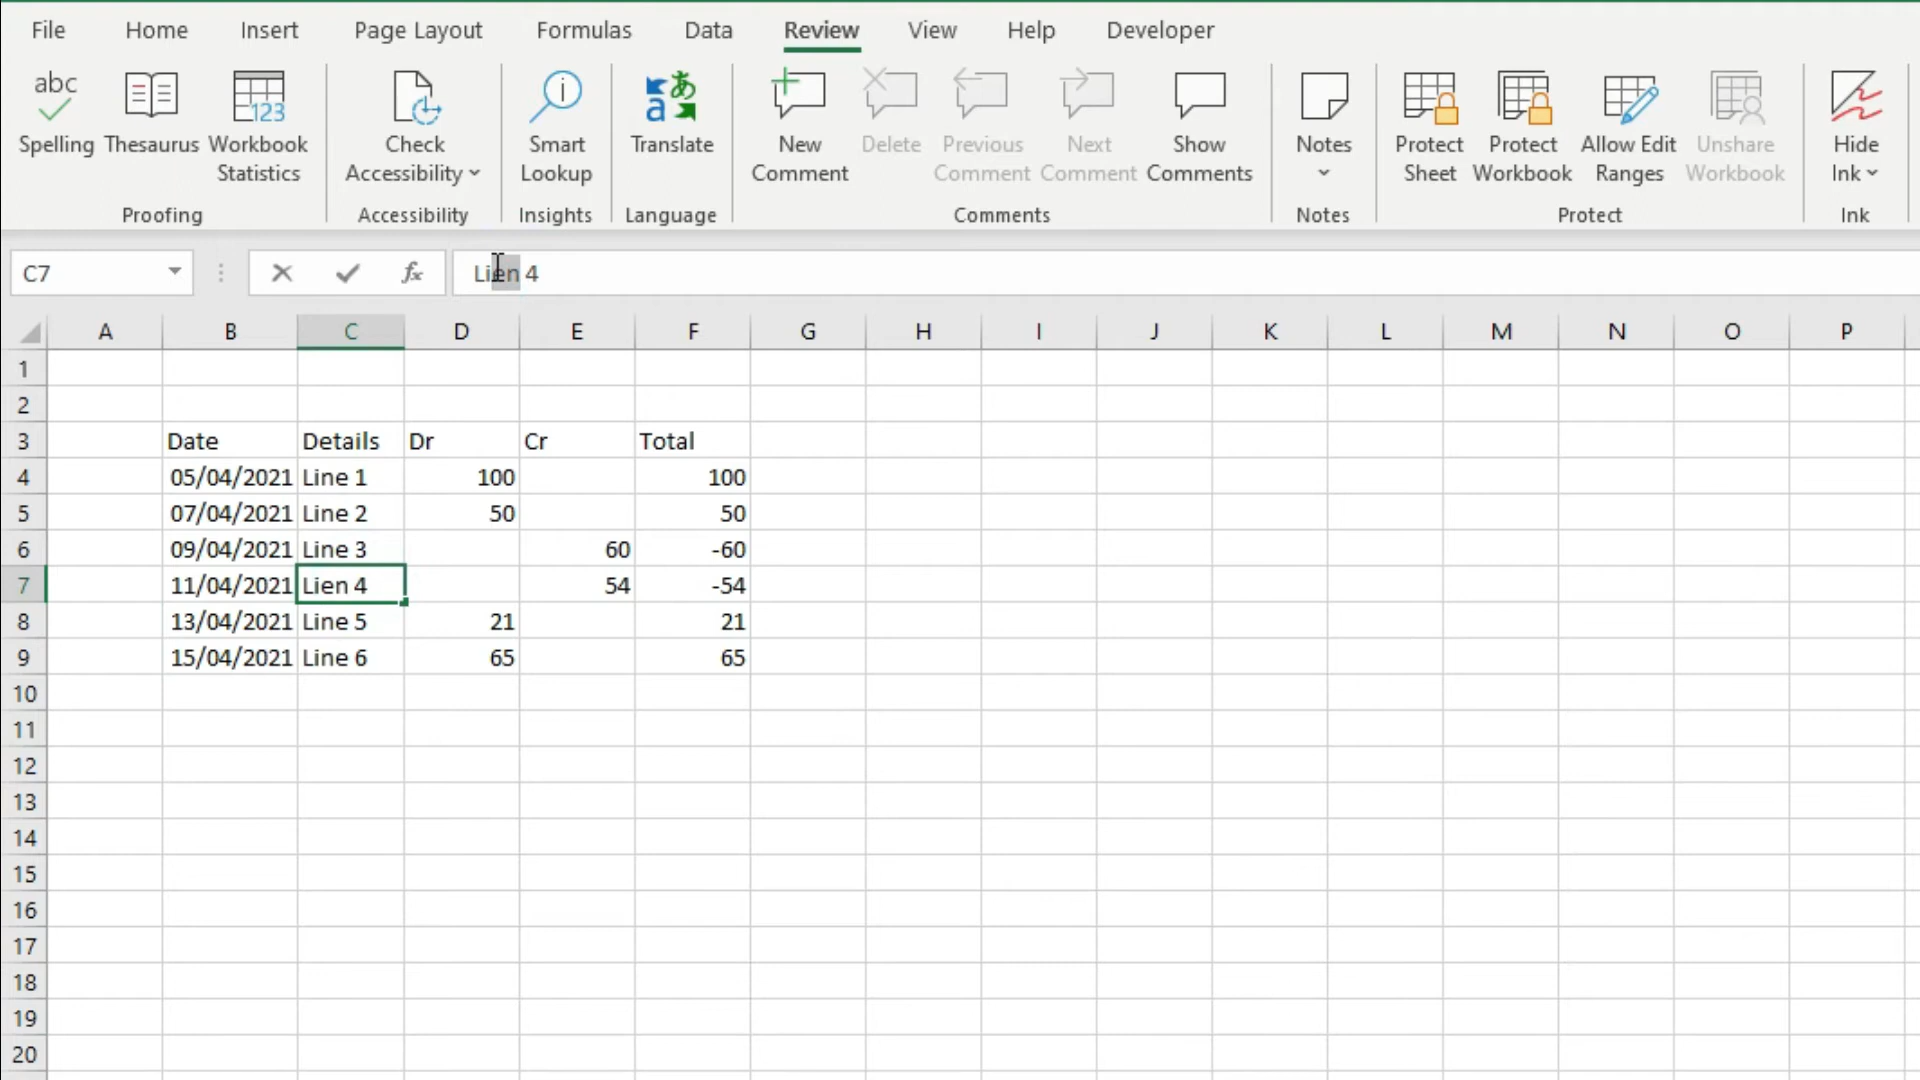 File Home Insert Page Layout Formulas Data Review View Help Developer
abc
123
i
a あ
Spelling Thesaurus Workbook Statistics Check Accessibility Smart Lookup Translate New Comment Delete Previous Comment Next Comment Show Comments Notes Protect Sheet Protect Workbook Allow Edit Ranges Unshare Workbook Hide Ink
Proofing Accessibility Insights Language Comments Notes Protect Ink
C7 fx Lien 4
A B C D E F G H I J K L M N O P
1
2
3 Date Details Dr Cr Total
4 05/04/2021 Line 1 100 100
5 07/04/2021 Line 2 50 50
6 09/04/2021 Line 3 60 -60
7 11/04/2021 Lien 4 54 -54
8 13/04/2021 Line 5 21 21
9 15/04/2021 Line 6 65 65
10
11
12
13
14
15
16
17
18
19
20